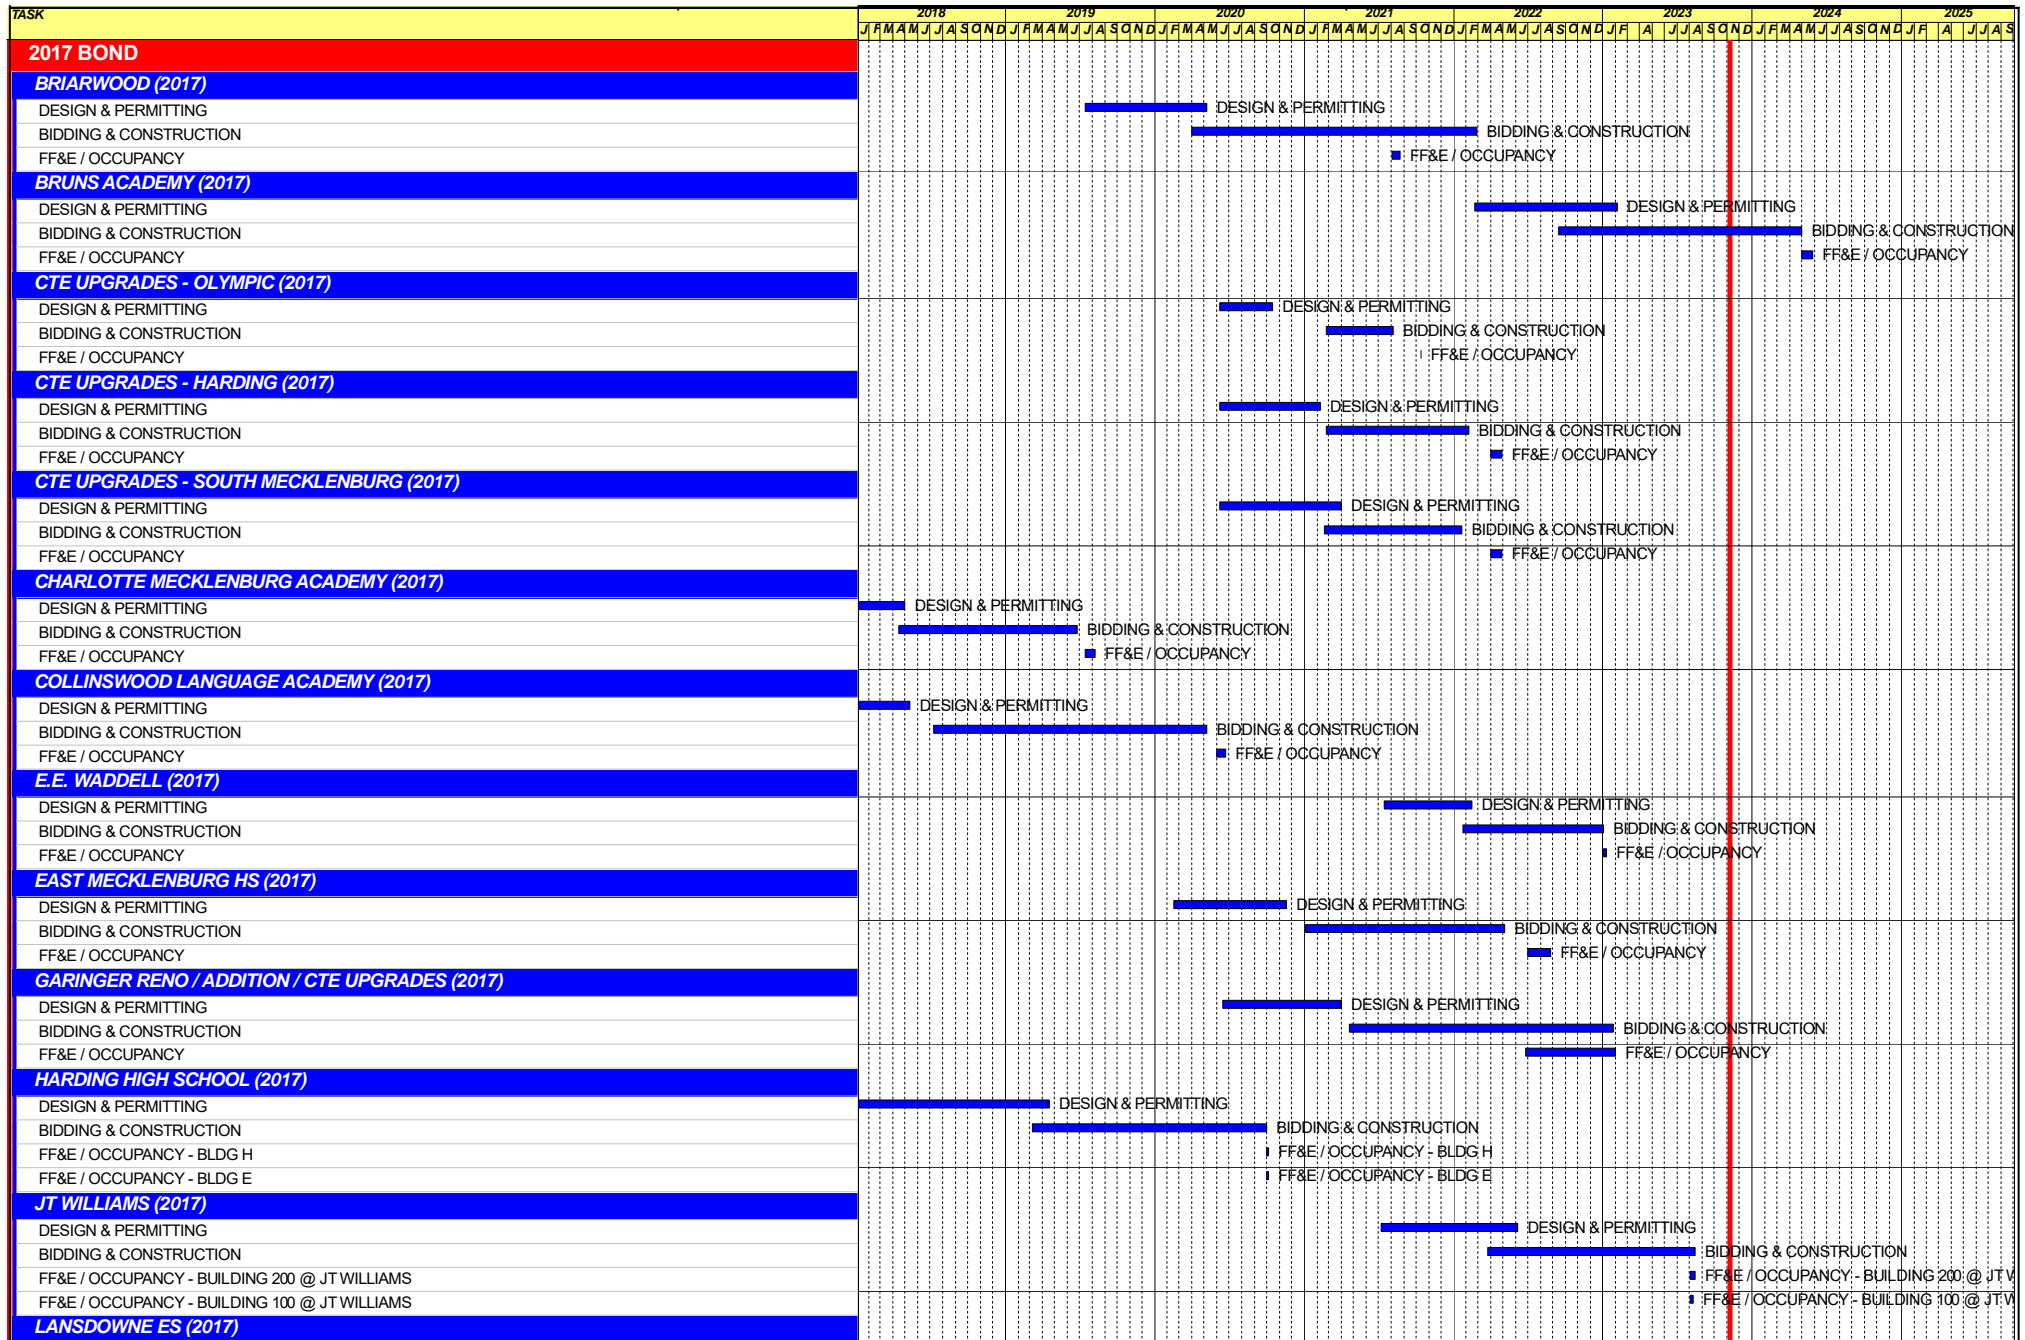 TASK 2018 2019 2020 2021 2022 2023 2024 2025
J F M A M J J A S O N D J F M A M J J A S O N D J F M A M J J A S O N D J F M A M J J A S O N D J F M A M J J A S O N D J F A J J A S O N D J F M A M J J A S O N D J F A J J A S
2017 BOND
BRIARWOOD (2017)
DESIGN & PERMITTING DESIGN & PERMITTING
BIDDING & CONSTRUCTION BIDDING & CONSTRUCTION
FF&E / OCCUPANCY FF&E / OCCUPANCY
BRUNS ACADEMY (2017)
DESIGN & PERMITTING DESIGN & PERMITTING
BIDDING & CONSTRUCTION BIDDING & CONSTRUCTION
FF&E / OCCUPANCY FF&E / OCCUPANCY
CTE UPGRADES - OLYMPIC (2017)
DESIGN & PERMITTING DESIGN & PERMITTING
BIDDING & CONSTRUCTION BIDDING & CONSTRUCTION
FF&E / OCCUPANCY FF&E / OCCUPANCY
CTE UPGRADES - HARDING (2017)
DESIGN & PERMITTING DESIGN & PERMITTING
BIDDING & CONSTRUCTION BIDDING & CONSTRUCTION
FF&E / OCCUPANCY FF&E / OCCUPANCY
CTE UPGRADES - SOUTH MECKLENBURG (2017)
DESIGN & PERMITTING DESIGN & PERMITTING
BIDDING & CONSTRUCTION BIDDING & CONSTRUCTION
FF&E / OCCUPANCY FF&E / OCCUPANCY
CHARLOTTE MECKLENBURG ACADEMY (2017)
DESIGN & PERMITTING DESIGN & PERMITTING
BIDDING & CONSTRUCTION BIDDING & CONSTRUCTION
FF&E / OCCUPANCY FF&E / OCCUPANCY
COLLINSWOOD LANGUAGE ACADEMY (2017)
DESIGN & PERMITTING DESIGN & PERMITTING
BIDDING & CONSTRUCTION BIDDING & CONSTRUCTION
FF&E / OCCUPANCY FF&E / OCCUPANCY
E.E. WADDELL (2017)
DESIGN & PERMITTING DESIGN & PERMITTING
BIDDING & CONSTRUCTION BIDDING & CONSTRUCTION
FF&E / OCCUPANCY FF&E / OCCUPANCY
EAST MECKLENBURG HS (2017)
DESIGN & PERMITTING DESIGN & PERMITTING
BIDDING & CONSTRUCTION BIDDING & CONSTRUCTION
FF&E / OCCUPANCY FF&E / OCCUPANCY
GARINGER RENO / ADDITION / CTE UPGRADES (2017)
DESIGN & PERMITTING DESIGN & PERMITTING
BIDDING & CONSTRUCTION BIDDING & CONSTRUCTION
FF&E / OCCUPANCY FF&E / OCCUPANCY
HARDING HIGH SCHOOL (2017)
DESIGN & PERMITTING DESIGN & PERMITTING
BIDDING & CONSTRUCTION BIDDING & CONSTRUCTION
FF&E / OCCUPANCY - BLDG H FF&E / OCCUPANCY - BLDG H
FF&E / OCCUPANCY - BLDG E FF&E / OCCUPANCY - BLDG E
JT WILLIAMS (2017)
DESIGN & PERMITTING DESIGN & PERMITTING
BIDDING & CONSTRUCTION BIDDING & CONSTRUCTION
FF&E / OCCUPANCY - BUILDING 200 @ JT WILLIAMS FF&E / OCCUPANCY - BUILDING 200 @ JT
FF&E / OCCUPANCY - BUILDING 100 @ JT WILLIAMS FF&E / OCCUPANCY - BUILDING 100 @ JT
LANSDOWNE ES (2017)